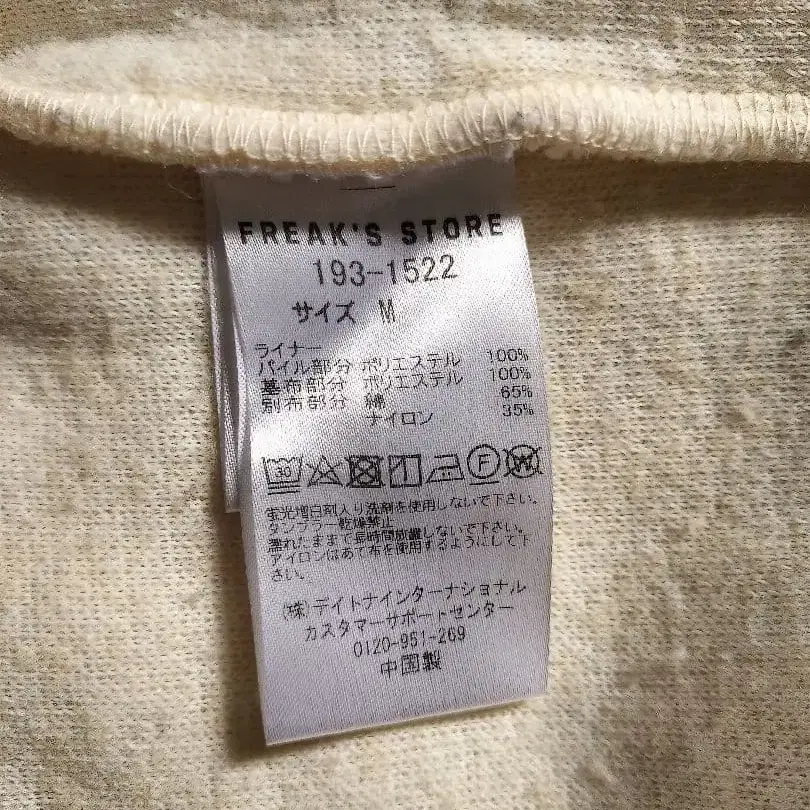 FREAK'S STORE
193-1522
サイズ M
ライナー
パイル部分 ポリエステル 100%
基布部分 ポリエステル 100%
別布部分 綿 65%
ナイロン 35%
30
F
W
蛍光増白剤入り洗剤を使用しないで下さい。
タンブラー乾燥禁止
濡れたままで長時間放置しないで下さい。
アイロンはあて布を使用するようにして下
さい。
(株)デイトナインターナショナル
カスタマーサポートセンター
0120-951-269
中国製